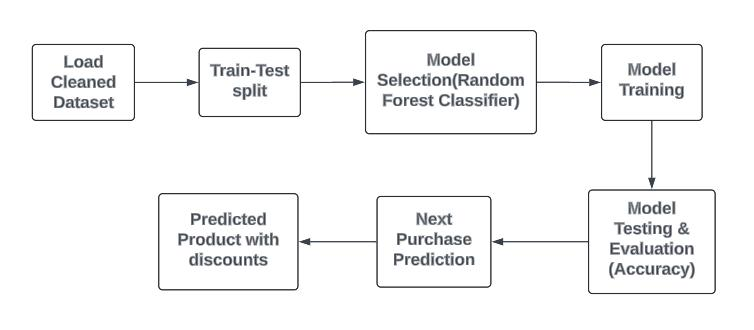 Load
Cleaned
Dataset
Train-Test
split
Model
Selection(Random
Forest Classifier)
Model
Training
Model
Testing &
Evaluation
(Accuracy)
Next
Purchase
Prediction
Predicted
Product with
discounts